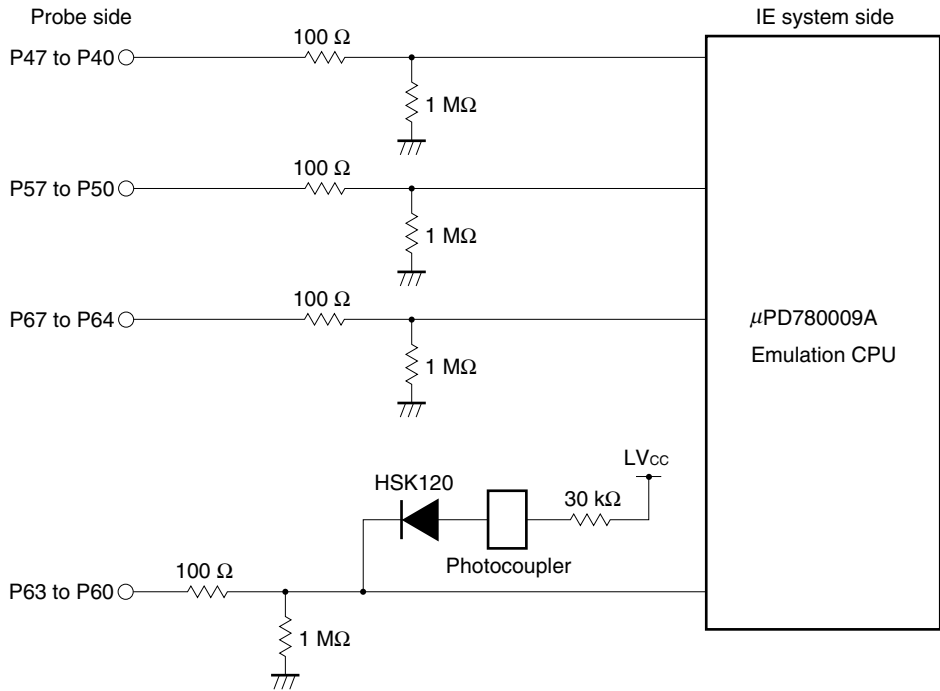 Probe side
IE system side
P47 to P40
100 Ω
1 MΩ
P57 to P50
100 Ω
1 MΩ
P67 to P64
100 Ω
1 MΩ
μPD780009A
Emulation CPU
LVCC
HSK120
30 kΩ
Photocoupler
P63 to P60
100 Ω
1 MΩ